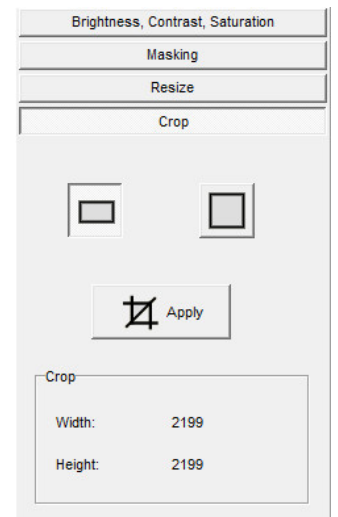 Brightness, Contrast, Saturation
Masking
Resize
Crop
Apply
Crop
Width: 2199
Height: 2199